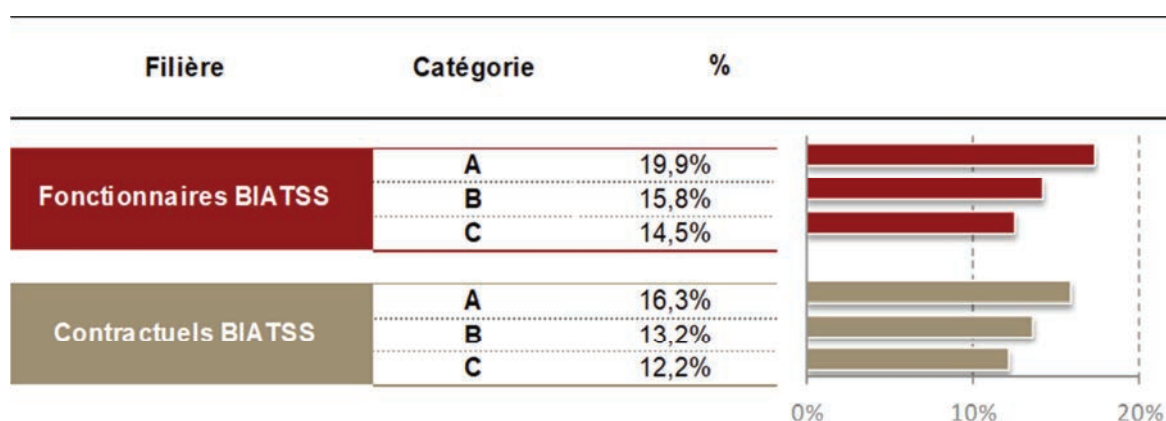 Filière Catégorie %
Fonctionnaires BIATSS
A 19,9%
B 15,8%
C 14,5%
Contractuels BIATSS
A 16,3%
B 13,2%
C 12,2%
0% 10% 20%